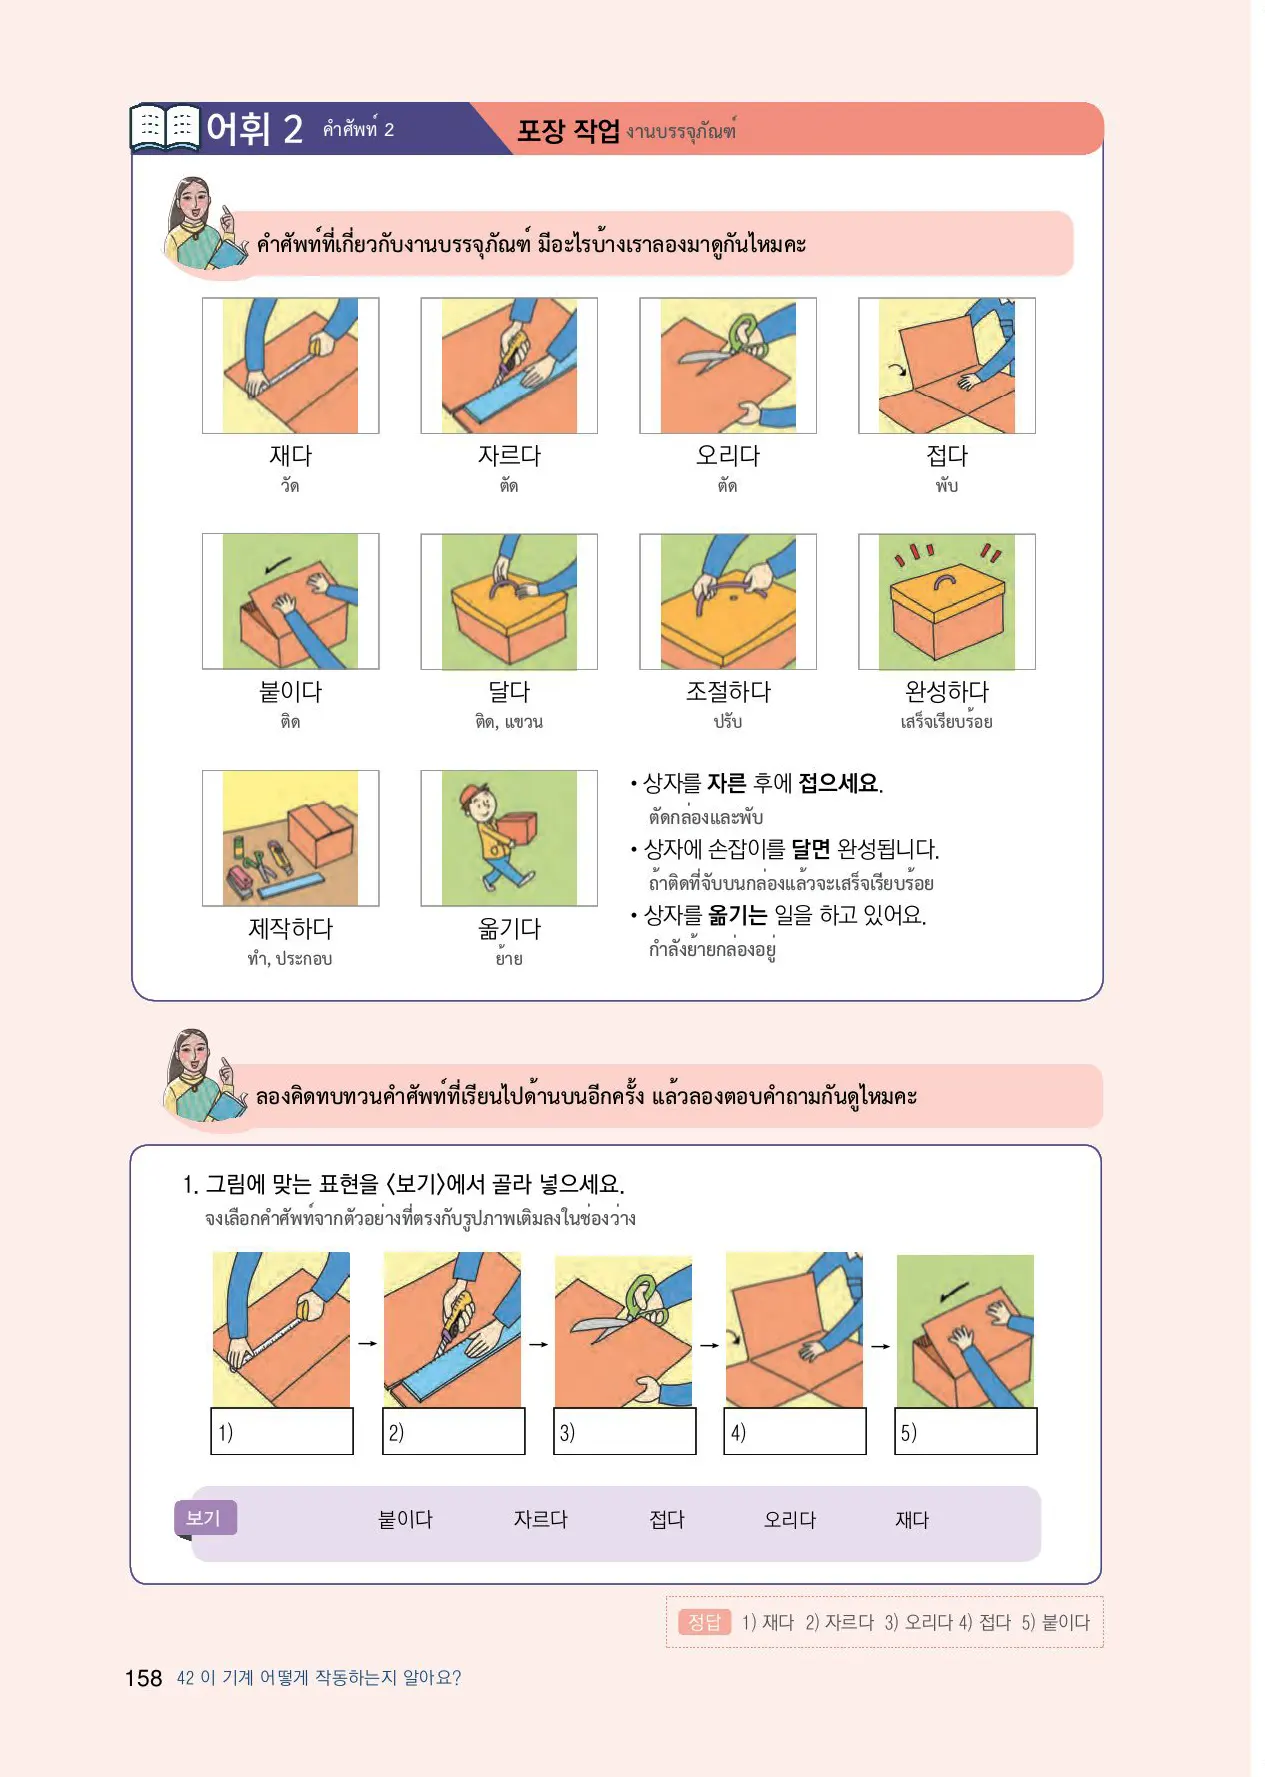 어휘 2 คำศัพท์ 2 포장 작업 งานบรรจุภัณฑ์
คำศัพท์ที่เกี่ยวกับงานบรรจุภัณฑ์ มีอะไรบ้างเราลองมาดูกันไหมคะ
재다 자르다 오리다 접다
วัด ตัด ตัด พับ
붙이다 달다 조절하다 완성하다
ติด ติด, แขวน ปรับ เสร็จเรียบร้อย
제작하다 옮기다
ทำ, ประกอบ ย้าย
• 상자를 자른 후에 접으세요.
ตัดกล่องและพับ
• 상자에 손잡이를 달면 완성됩니다.
ถ้าติดที่จับบนกล่องแล้วจะเสร็จเรียบร้อย
• 상자를 옮기는 일을 하고 있어요.
กำลังย้ายกล่องอยู่
ลองคิดทบทวนคำศัพท์ที่เรียนไปด้านบนอีกครั้ง แล้วลองตอบคำถามกันดูไหมคะ
1. 그림에 맞는 표현을 〈보기〉에서 골라 넣으세요.
จงเลือกคำศัพท์จากตัวอย่างที่ตรงกับรูปภาพเติมลงในช่องว่าง
→ → → →
1) 2) 3) 4) 5)
보기 붙이다 자르다 접다 오리다 재다
정답 1) 재다 2) 자르다 3) 오리다 4) 접다 5) 붙이다
158 42 이 기계 어떻게 작동하는지 알아요?